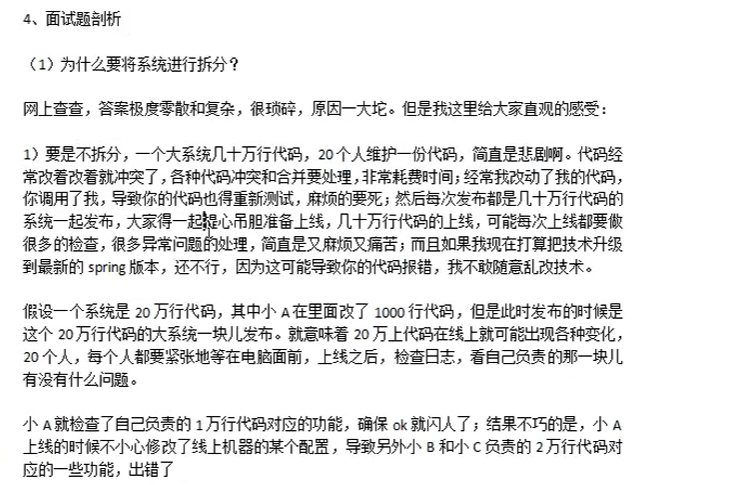 4、面试题剖析
（1）为什么要将系统进行拆分？
网上查查，答案极度零散和复杂，很琐碎，原因一大坨。但是我这里给大家直观的感受：
1）要是不拆分，一个大系统几十万行代码，20个人维护一份代码，简直是悲剧啊。代码经
常改着改着就冲突了，各种代码冲突和合并要处理，非常耗费时间；经常我改动了我的代码，
你调用了我，导致你的代码也得重新测试，麻烦的要死；然后每次发布都是几十万行代码的
系统一起发布，大家得一起提心吊胆准备上线，几十万行代码的上线，可能每次上线都要做
很多的检查，很多异常问题的处理，简直是又麻烦又痛苦；而且如果我现在打算把技术升级
到最新的 spring 版本，还不行，因为这可能导致你的代码报错，我不敢随意乱改技术。
假设一个系统是 20 万行代码，其中小 A 在里面改了 1000 行代码，但是此时发布的时候是
这个 20 万行代码的大系统一块儿发布。就意味着 20 万上代码在线上就可能出现各种变化，
20 个人，每个人都要紧张地等在电脑面前，上线之后，检查日志，看自己负责的那一块儿
有没有什么问题。
小 A 就检查了自己负责的 1 万行代码对应的功能，确保 ok 就闪人了；结果不巧的是，小 A
上线的时候不小心修改了线上机器的某个配置，导致另外小 B 和小 C 负责的 2 万行代码对
应的一些功能，出错了